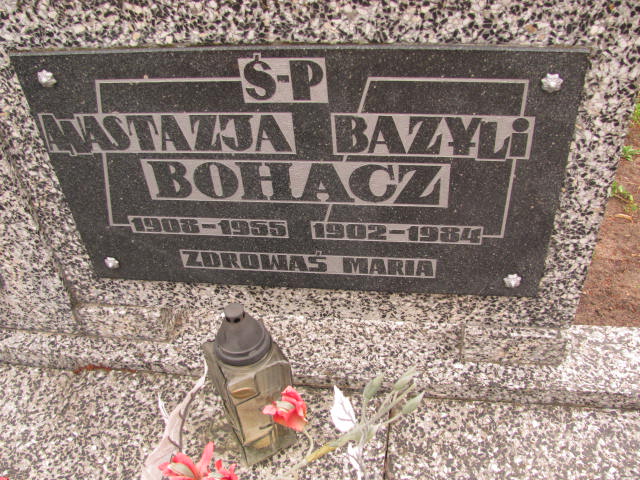 Ś-P
ANASTAZJA BAZYLI
BOHACZ
1908-1955 1902-1984
ZDROWAŚ MARIA